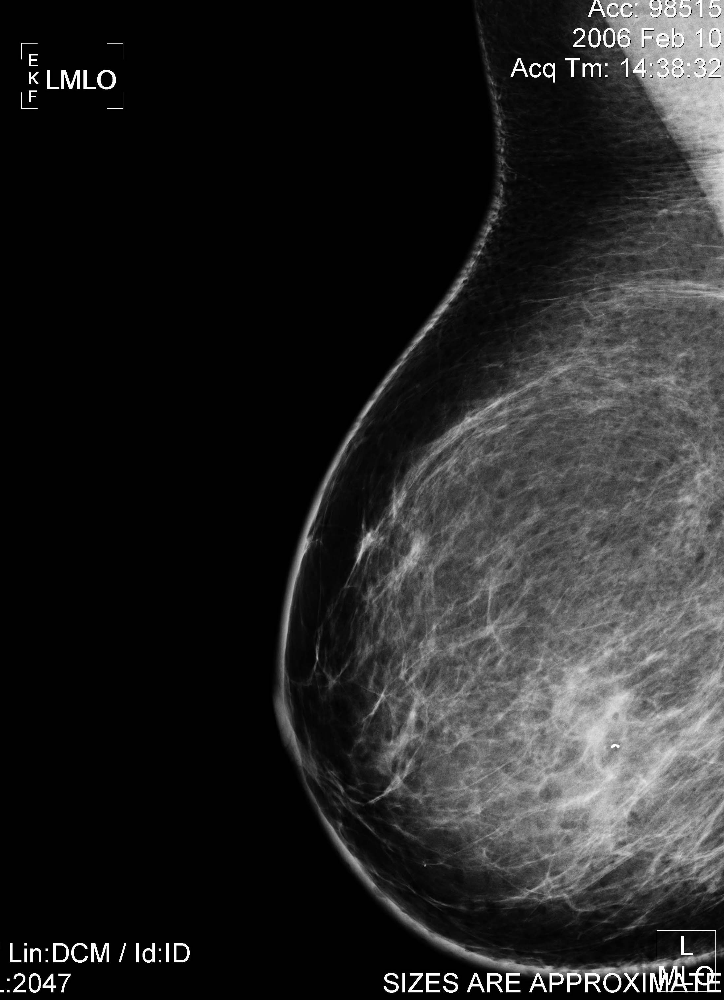 Acc: 98515
2006 Feb 10
Acq Tm: 14:38:32
E
K
F
LMLO
Lin:DCM / Id:ID
L:2047
L
MLO
SIZES ARE APPROXIMATE